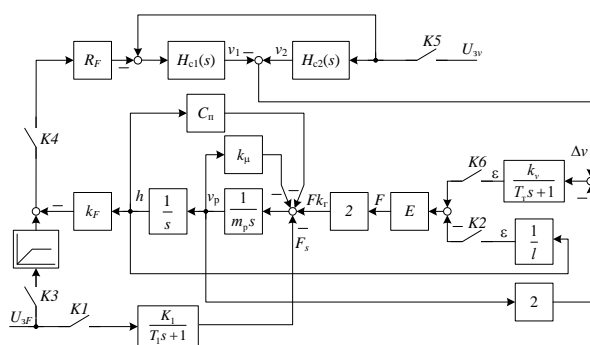 K5
U_зv
R_F
H_c1(s)
v_1
v_2
H_c2(s)
K4
C_п
k_μ
K6
ε
k_v
T_т s+1
Δv
h
v_p
Fk_г
F
k_F
1
s
1
m_p s
2
E
F_s
K2
ε
1
l
K3
K1
U_зF
K_1
T_1 s+1
2